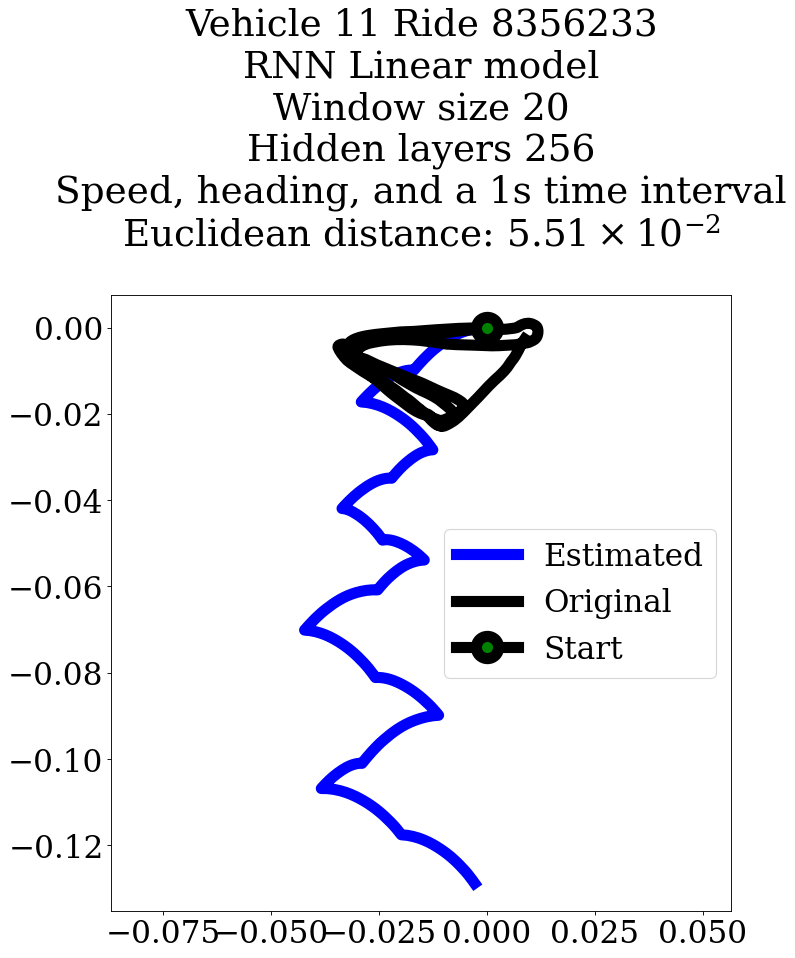 Vehicle 11 Ride 8356233
RNN Linear model
Window size 20
Hidden layers 256
Speed, heading, and a 1s time interval
Euclidean distance: 5.51 × 10⁻²
0.00
−0.02
−0.04
−0.06
−0.08
−0.10
−0.12
Estimated
Original
Start
−0.075 −0.050 −0.025 0.000 0.025 0.050